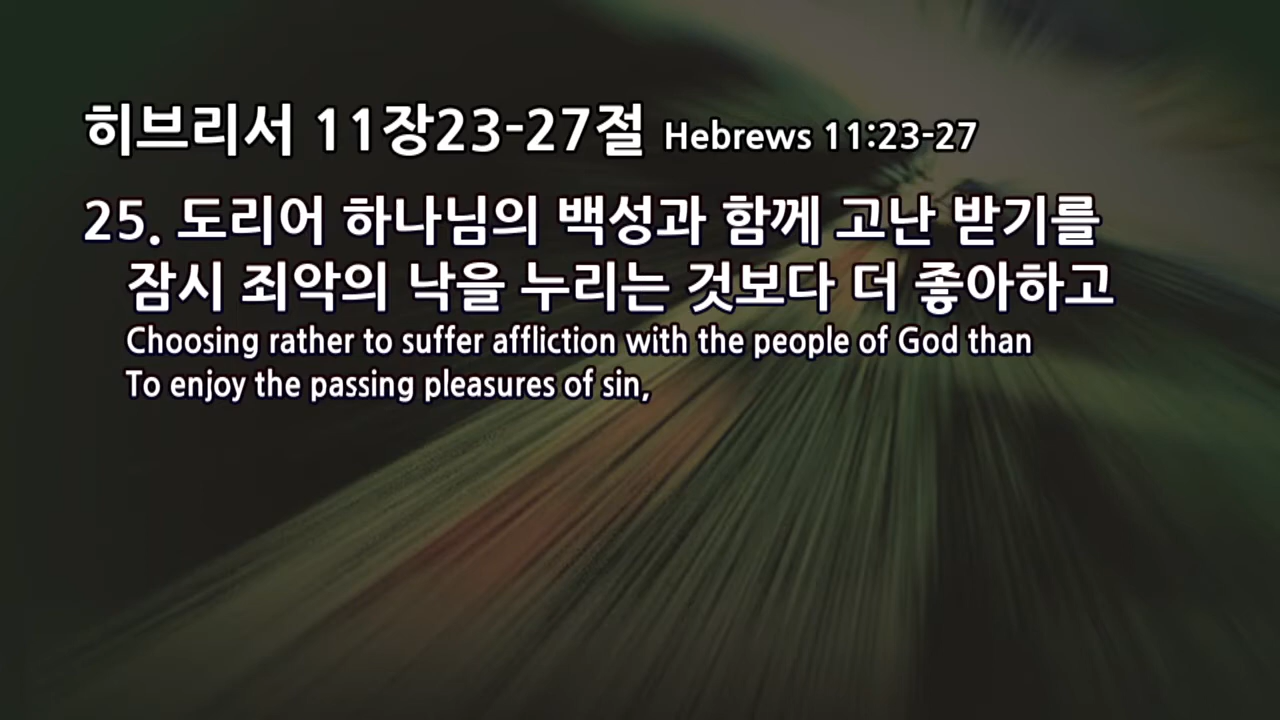 히브리서 11장23-27절 Hebrews 11:23-27
25. 도리어 하나님의 백성과 함께 고난 받기를
잠시 죄악의 낙을 누리는 것보다 더 좋아하고
Choosing rather to suffer affliction with the people of God than
To enjoy the passing pleasures of sin,